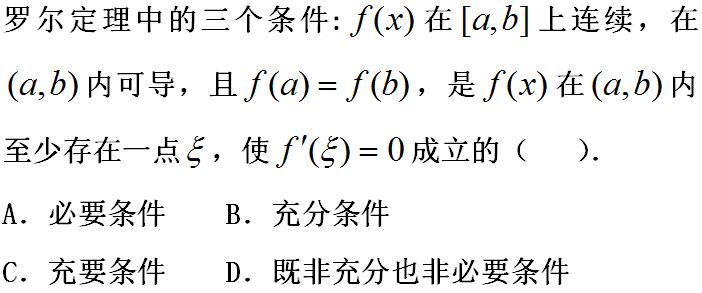 罗尔定理中的三个条件: f(x) 在 [a,b] 上连续，在
(a,b) 内可导，且 f(a) = f(b)，是 f(x) 在 (a,b) 内
至少存在一点 ξ，使 f′(ξ) = 0 成立的（　　）.
A．必要条件　　B．充分条件
C．充要条件　　D．既非充分也非必要条件